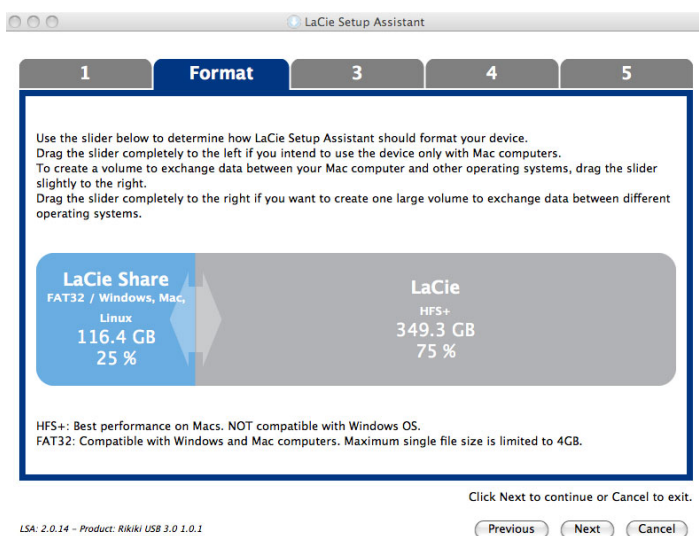 LaCie Setup Assistant
1 Format 3 4 5
Use the slider below to determine how LaCie Setup Assistant should format your device.
Drag the slider completely to the left if you intend to use the device only with Mac computers.
To create a volume to exchange data between your Mac computer and other operating systems, drag the slider
slightly to the right.
Drag the slider completely to the right if you want to create one large volume to exchange data between different
operating systems.
LaCie Share
FAT32 / Windows, Mac,
Linux
116.4 GB
25 %
LaCie
HFS+
349.3 GB
75 %
HFS+: Best performance on Macs. NOT compatible with Windows OS.
FAT32: Compatible with Windows and Mac computers. Maximum single file size is limited to 4GB.
Click Next to continue or Cancel to exit.
LSA: 2.0.14 – Product: Rikiki USB 3.0 1.0.1
Previous Next Cancel